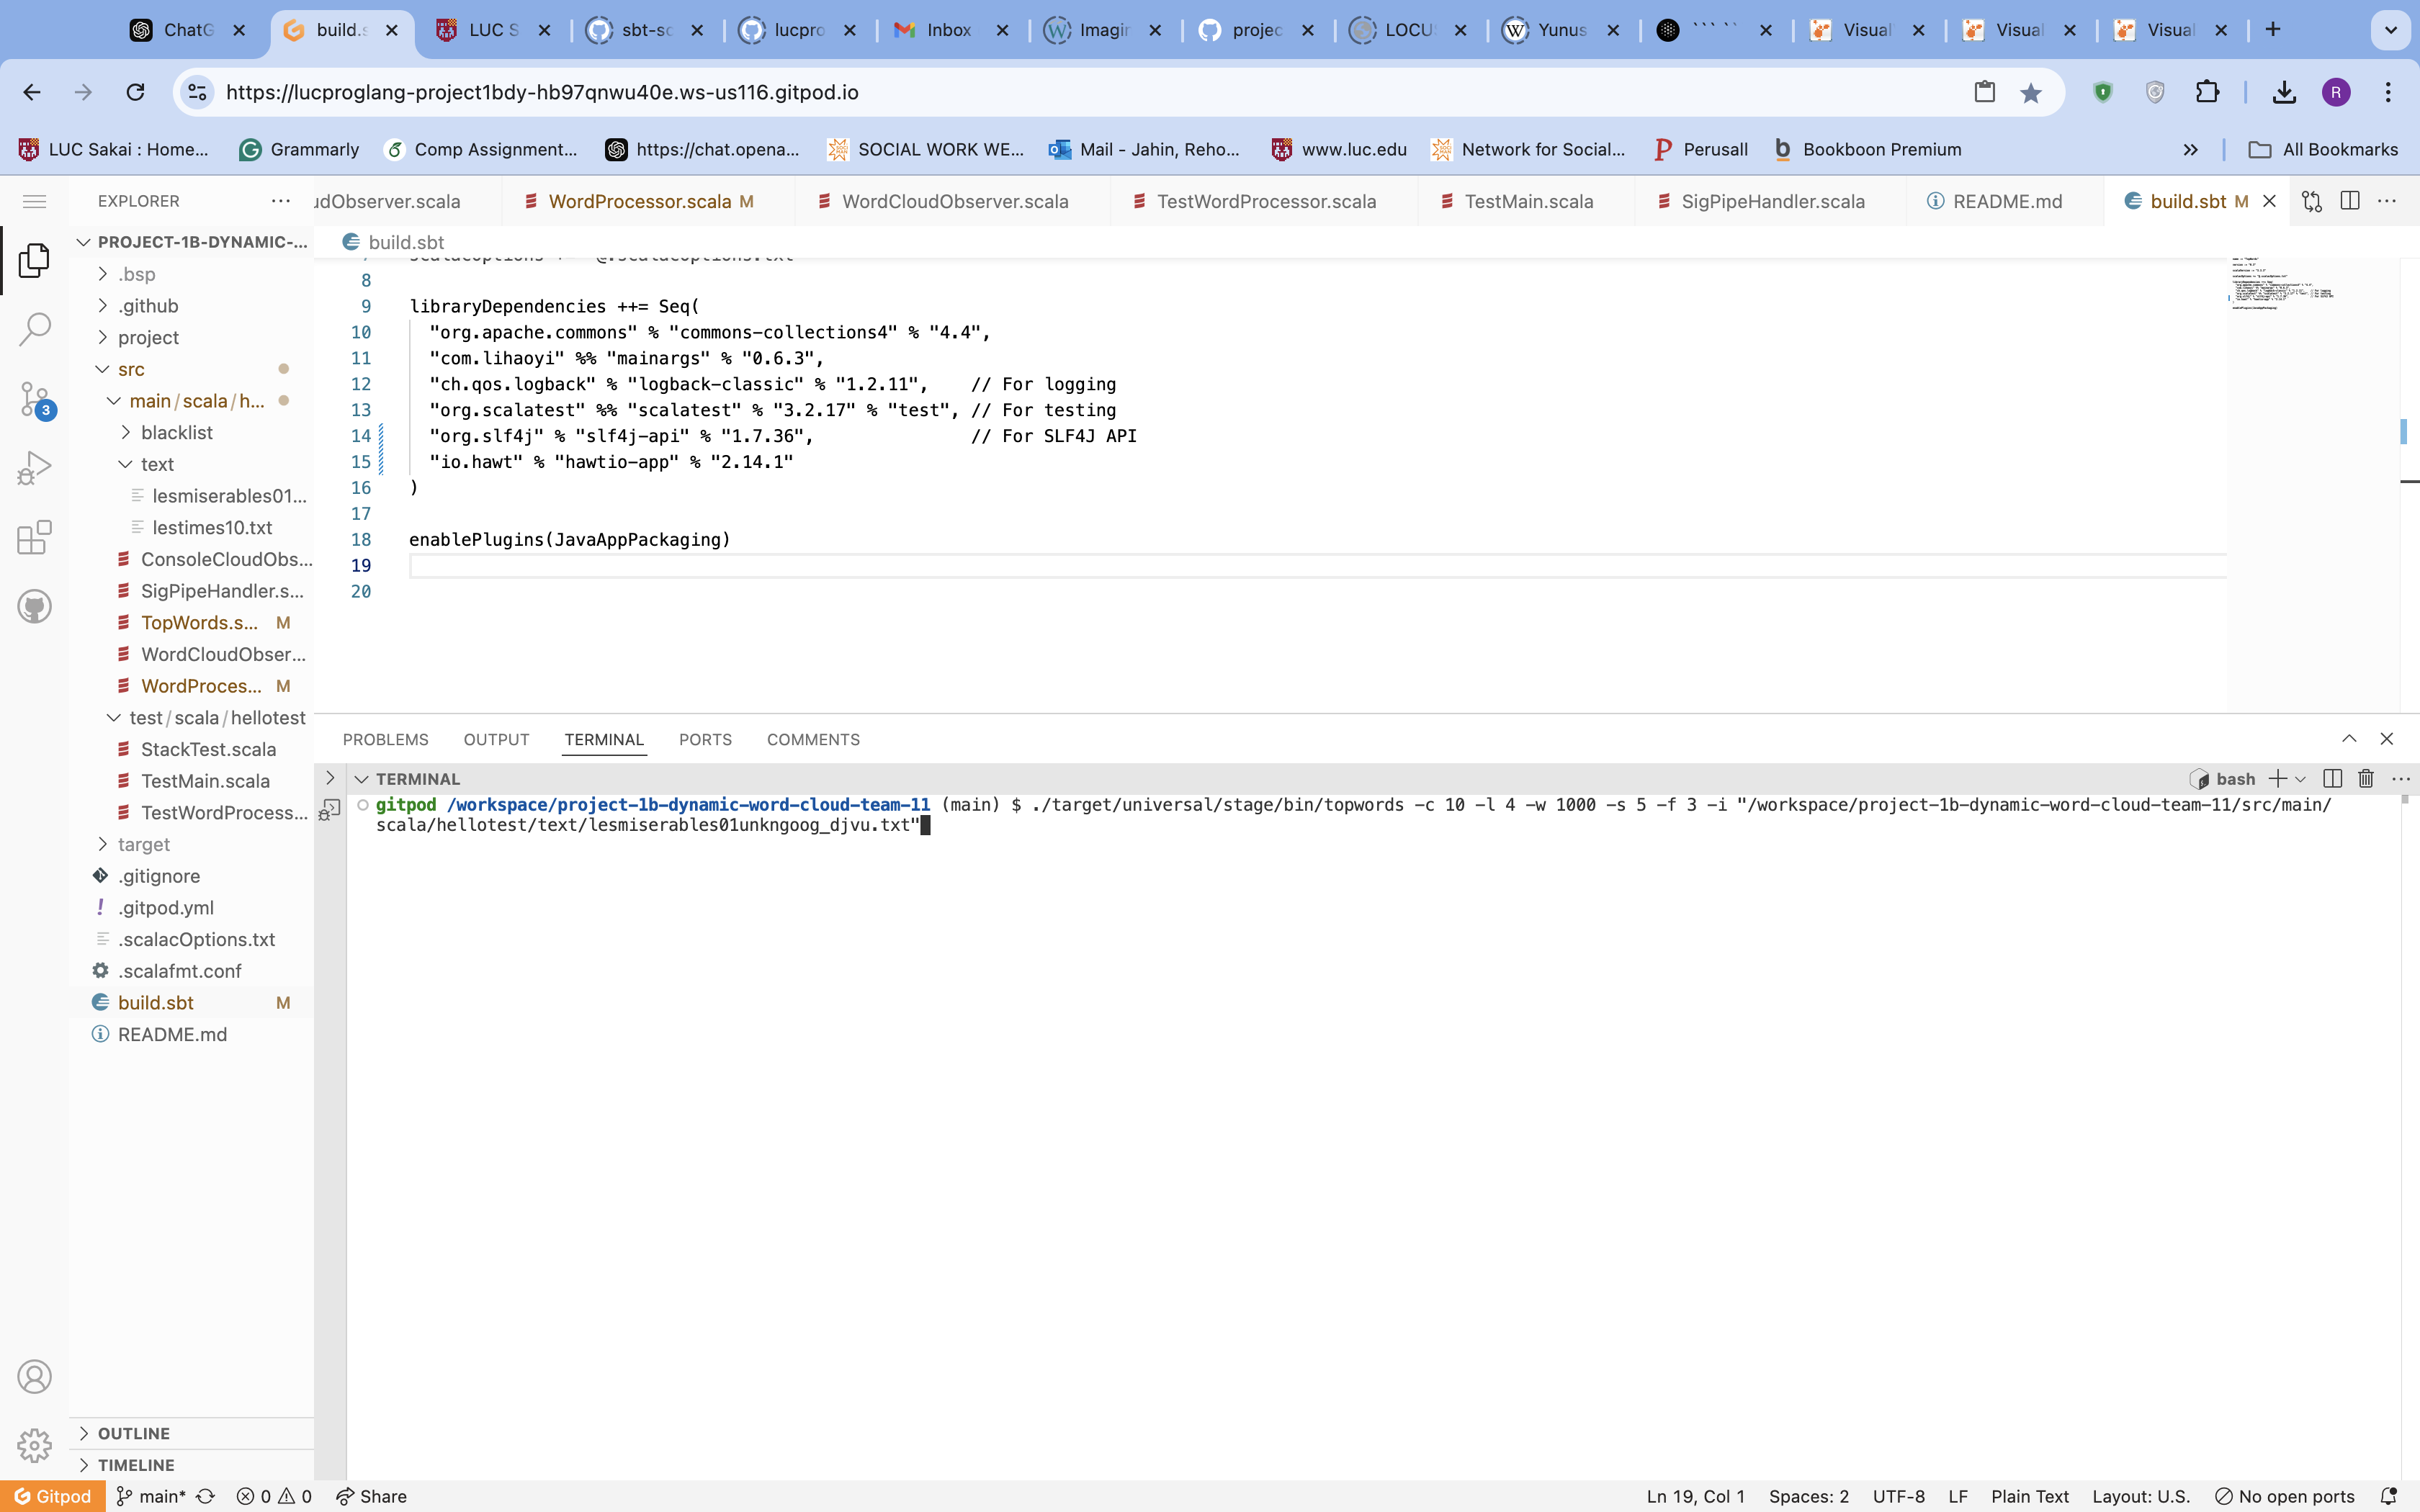 ChatG
build.s
LUC S
sbt-sc
lucpro
Inbox
Imagin
projec
LOCU
Yunus
``` ``
Visual
Visual
Visual
https://lucproglang-project1bdy-hb97qnwu40e.ws-us116.gitpod.io
R
LUC Sakai : Home...
Grammarly
Comp Assignment...
https://chat.opena...
SOCIAL WORK WE...
Mail - Jahin, Reho...
www.luc.edu
Network for Social...
Perusall
Bookboon Premium
All Bookmarks
EXPLORER
udObserver.scala
WordProcessor.scala M
WordCloudObserver.scala
TestWordProcessor.scala
TestMain.scala
SigPipeHandler.scala
README.md
build.sbt M
PROJECT-1B-DYNAMIC-...
.bsp
.github
project
src
main/scala/h...
blacklist
text
lesmiserables01...
lestimes10.txt
ConsoleCloudObs...
SigPipeHandler.s...
TopWords.s... M
WordCloudObser...
WordProces... M
test/scala/hellotest
StackTest.scala
TestMain.scala
TestWordProcess...
target
.gitignore
.gitpod.yml
.scalacOptions.txt
.scalafmt.conf
build.sbt M
README.md
OUTLINE
TIMELINE
3
build.sbt
8
9 libraryDependencies ++= Seq(
10 "org.apache.commons" % "commons-collections4" % "4.4",
11 "com.lihaoyi" %% "mainargs" % "0.6.3",
12 "ch.qos.logback" % "logback-classic" % "1.2.11", // For logging
13 "org.scalatest" %% "scalatest" % "3.2.17" % "test", // For testing
14 "org.slf4j" % "slf4j-api" % "1.7.36", // For SLF4J API
15 "io.hawt" % "hawtio-app" % "2.14.1"
16 )
17
18 enablePlugins(JavaAppPackaging)
19
20
PROBLEMS OUTPUT TERMINAL PORTS COMMENTS
TERMINAL
bash
gitpod /workspace/project-1b-dynamic-word-cloud-team-11 (main) $ ./target/universal/stage/bin/topwords -c 10 -l 4 -w 1000 -s 5 -f 3 -i "/workspace/project-1b-dynamic-word-cloud-team-11/src/main/
scala/hellotest/text/lesmiserables01unkngoog_djvu.txt"
Gitpod main* 0 0 Share
Ln 19, Col 1 Spaces: 2 UTF-8 LF Plain Text Layout: U.S. No open ports